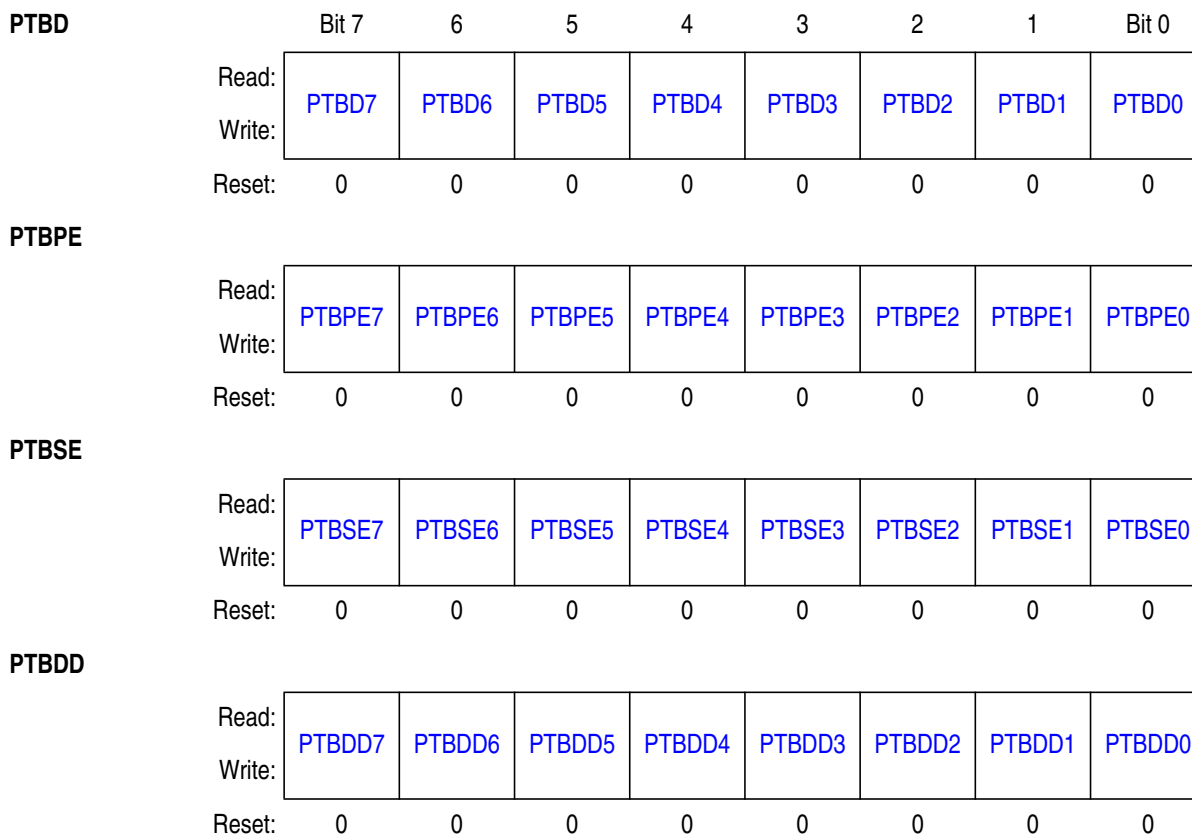 PTBD Bit 7 6 5 4 3 2 1 Bit 0
Read:
PTBD7 PTBD6 PTBD5 PTBD4 PTBD3 PTBD2 PTBD1 PTBD0
Write:
Reset: 0 0 0 0 0 0 0 0
PTBPE
Read:
PTBPE7 PTBPE6 PTBPE5 PTBPE4 PTBPE3 PTBPE2 PTBPE1 PTBPE0
Write:
Reset: 0 0 0 0 0 0 0 0
PTBSE
Read:
PTBSE7 PTBSE6 PTBSE5 PTBSE4 PTBSE3 PTBSE2 PTBSE1 PTBSE0
Write:
Reset: 0 0 0 0 0 0 0 0
PTBDD
Read:
PTBDD7 PTBDD6 PTBDD5 PTBDD4 PTBDD3 PTBDD2 PTBDD1 PTBDD0
Write:
Reset: 0 0 0 0 0 0 0 0